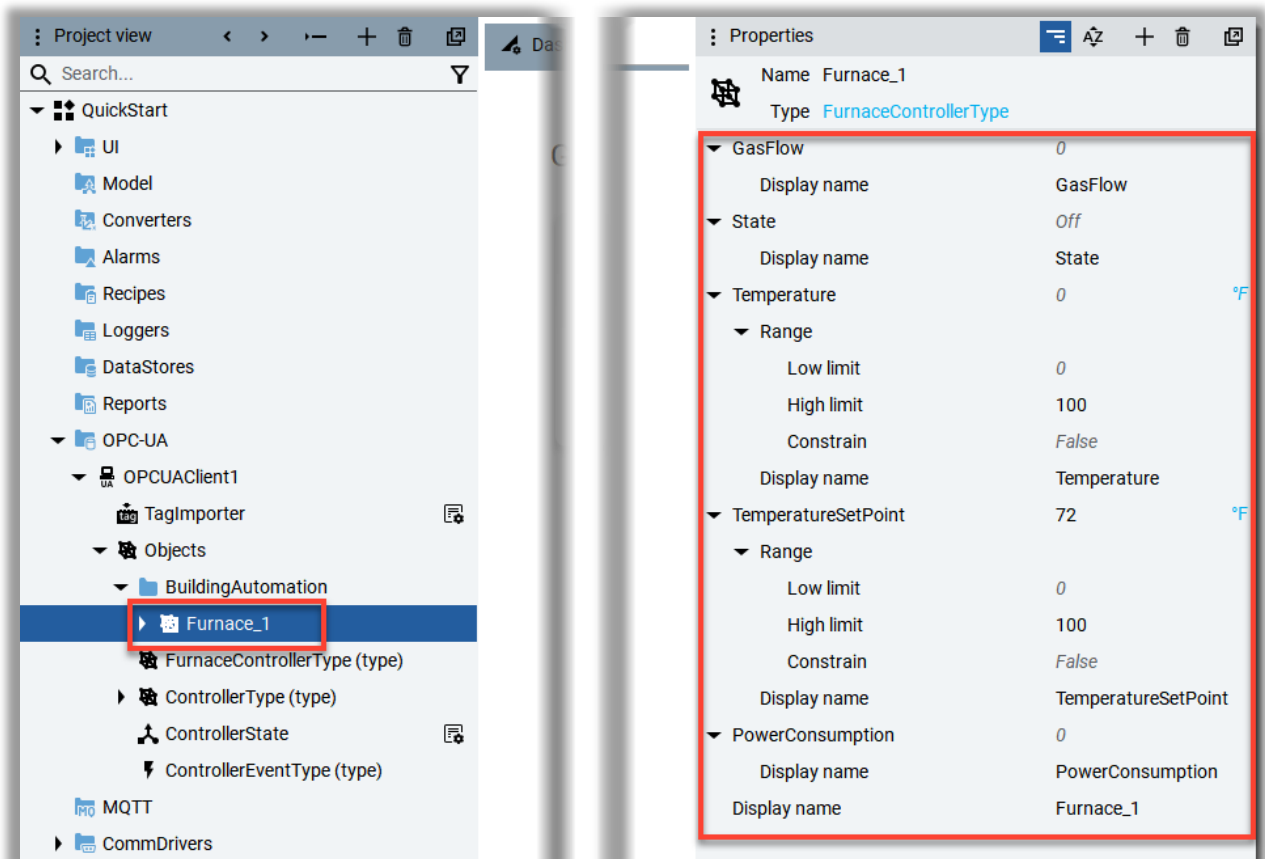 Project view
Search...
QuickStart
UI
Model
Converters
Alarms
Recipes
Loggers
DataStores
Reports
OPC-UA
OPCUAClient1
TagImporter
Objects
BuildingAutomation
Furnace_1
FurnaceControllerType (type)
ControllerType (type)
ControllerState
ControllerEventType (type)
MQTT
CommDrivers
Properties
Name Furnace_1
Type FurnaceControllerType
GasFlow 0
Display name GasFlow
State Off
Display name State
Temperature 0 °F
Range
Low limit 0
High limit 100
Constrain False
Display name Temperature
TemperatureSetPoint 72 °F
Range
Low limit 0
High limit 100
Constrain False
Display name TemperatureSetPoint
PowerConsumption 0
Display name PowerConsumption
Display name Furnace_1